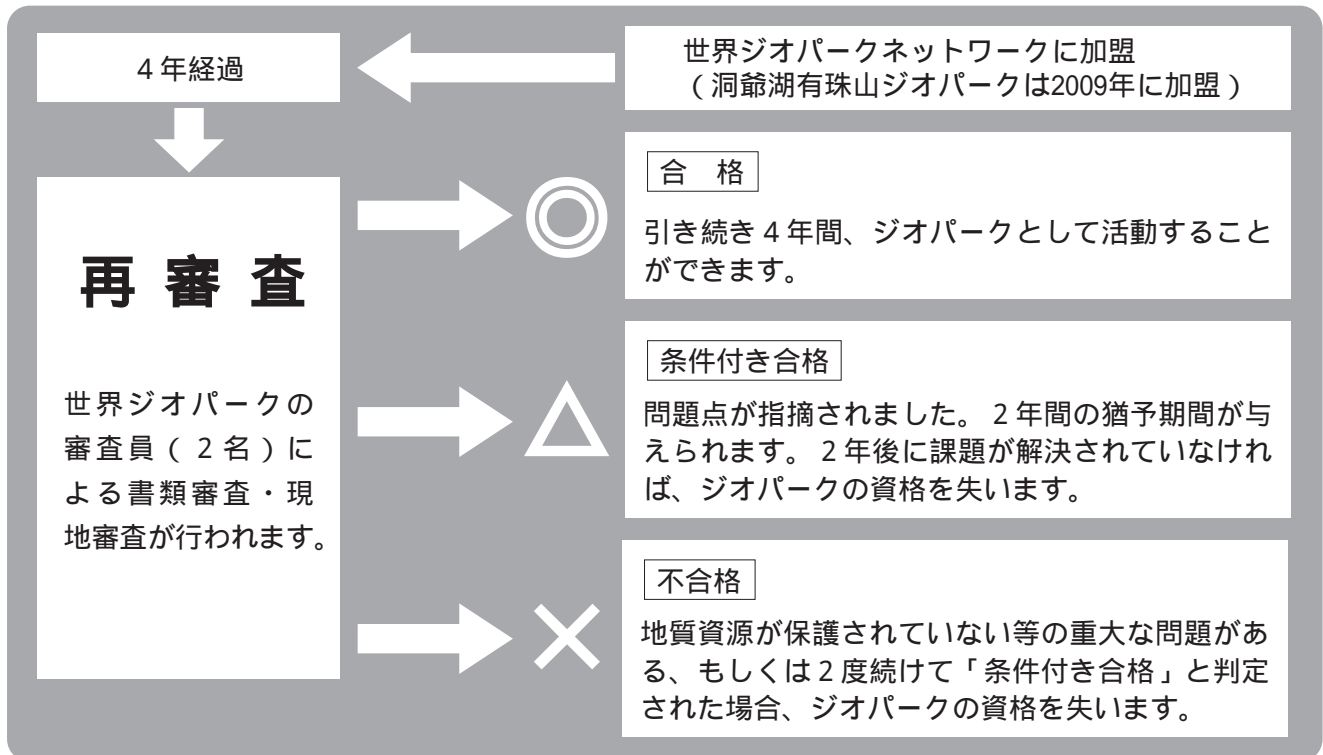 世界ジオパークネットワークに加盟
（洞爺湖有珠山ジオパークは2009年に加盟）
４年経過
再審査
世界ジオパークの
審査員（２名）に
よる書類審査・現
地審査が行われます。
合　格
引き続き４年間、ジオパークとして活動すること
ができます。
条件付き合格
問題点が指摘されました。２年間の猶予期間が与
えられます。２年後に課題が解決されていなけれ
ば、ジオパークの資格を失います。
不合格
地質資源が保護されていない等の重大な問題があ
る、もしくは２度続けて「条件付き合格」と判定
された場合、ジオパークの資格を失います。